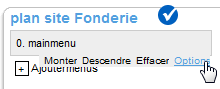 plan site Fonderie
0. mainmenu
Monter Descendre Effacer Options
+ Ajoutermenus